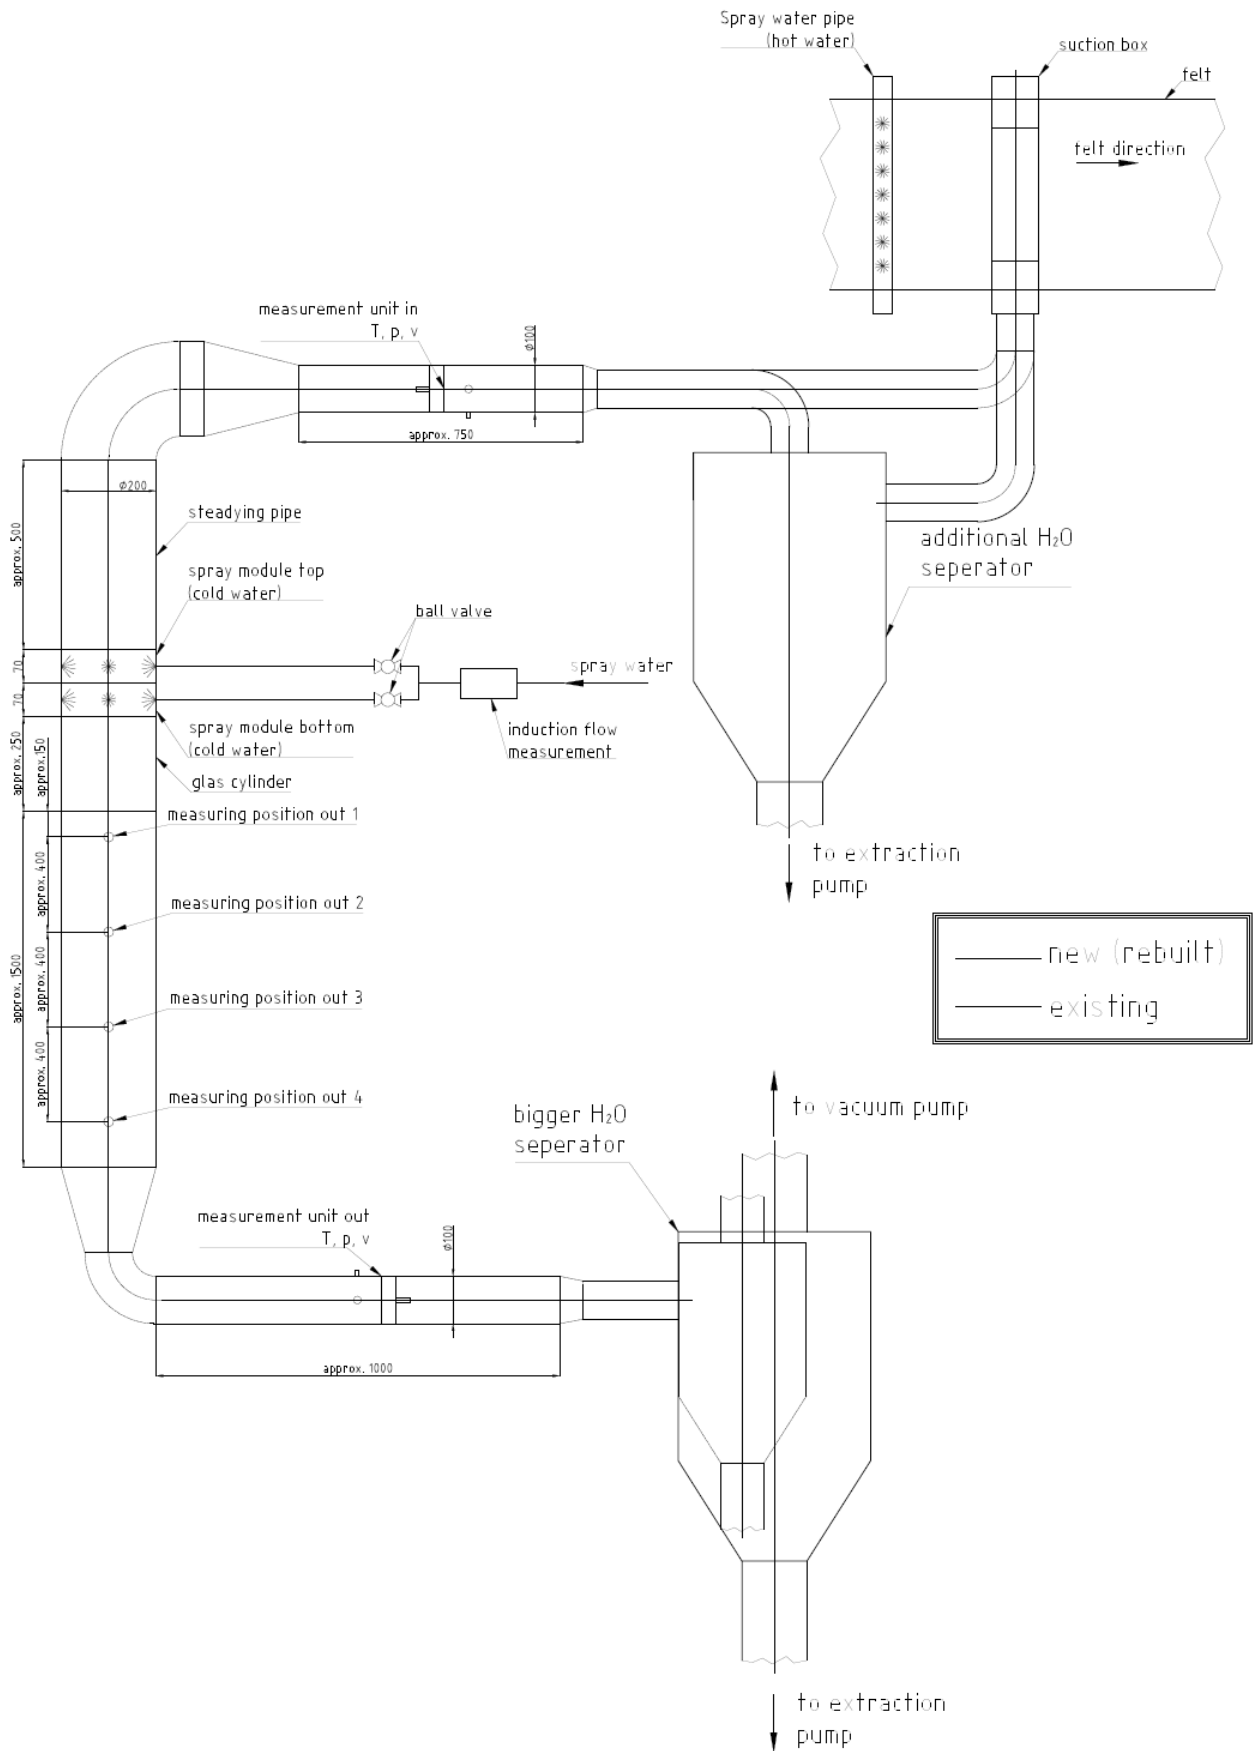 Spray water pipe
(hot water)
suction box
felt
felt direction
measurement unit in
T, p, v
ϕ100
approx. 750
ϕ200
steadying pipe
approx. 500
spray module top
(cold water)
additional H₂O
seperator
ball valve
70
spray water
70
spray module bottom
(cold water)
induction flow
measurement
approx. 250
approx.150
glas cylinder
measuring position out 1
to extraction
pump
approx. 400
measuring position out 2
new (rebuilt)
approx. 1500
approx. 400
measuring position out 3
existing
approx. 400
measuring position out 4
bigger H₂O
seperator
to vacuum pump
measurement unit out
T, p, v
ϕ100
approx. 1000
to extraction
pump